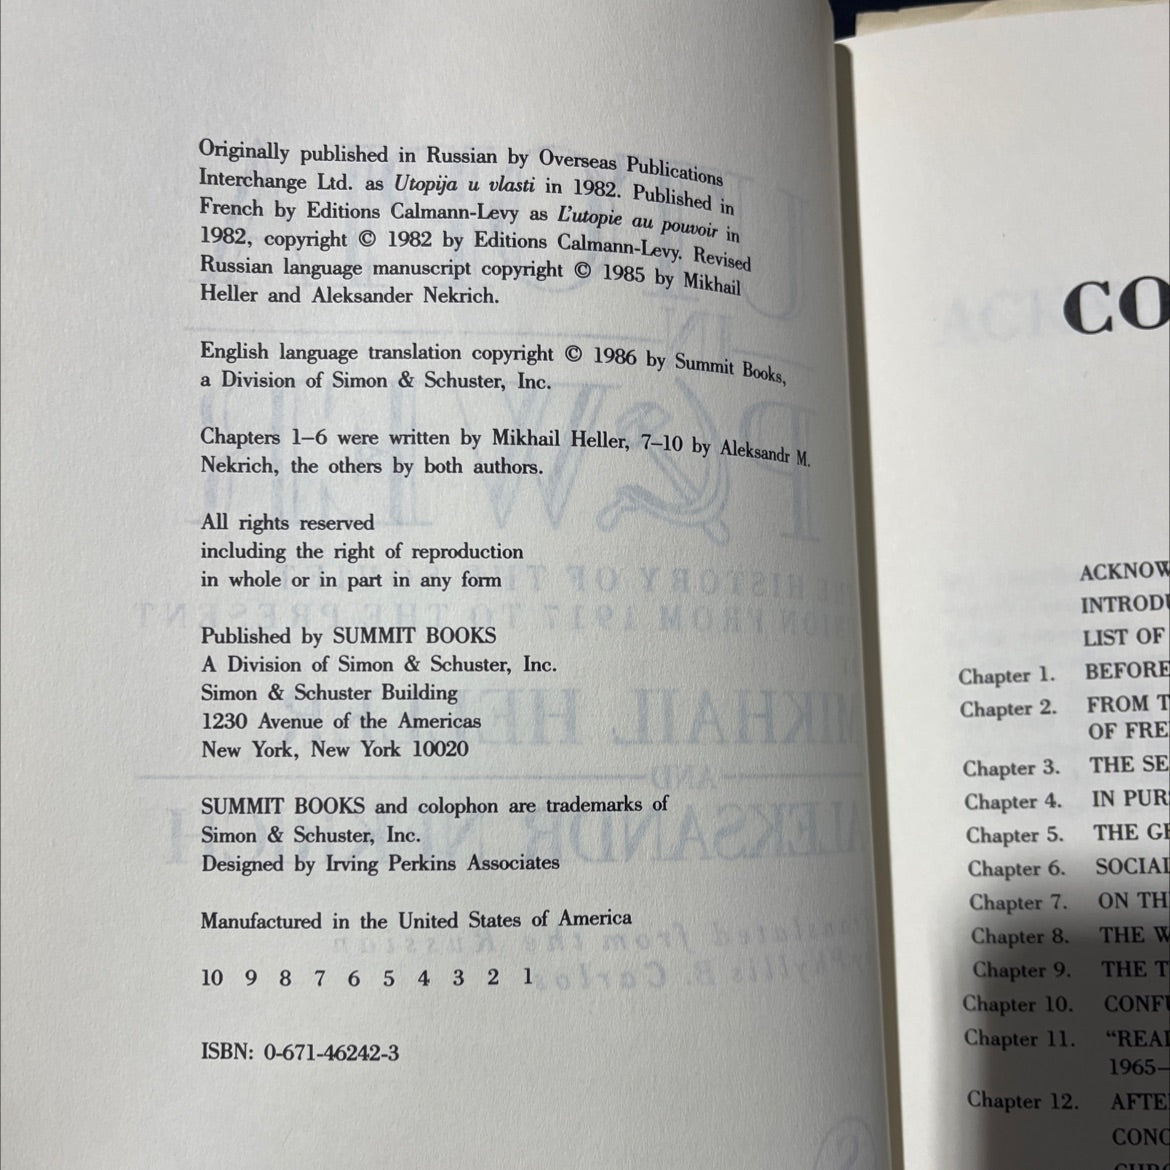 Originally published in Russian by Overseas Publications
Interchange Ltd. as Utopija u vlasti in 1982. Published in
French by Editions Calmann-Levy as L'utopie au pouvoir in
1982, copyright © 1982 by Editions Calmann-Levy. Revised
Russian language manuscript copyright © 1985 by Mikhail
Heller and Aleksander Nekrich.
English language translation copyright © 1986 by Summit Books,
a Division of Simon & Schuster, Inc.
Chapters 1–6 were written by Mikhail Heller, 7–10 by Aleksandr M.
Nekrich, the others by both authors.
All rights reserved
including the right of reproduction
in whole or in part in any form
Published by SUMMIT BOOKS
A Division of Simon & Schuster, Inc.
Simon & Schuster Building
1230 Avenue of the Americas
New York, New York 10020
SUMMIT BOOKS and colophon are trademarks of
Simon & Schuster, Inc.
Designed by Irving Perkins Associates
Manufactured in the United States of America
10 9 8 7 6 5 4 3 2 1
ISBN: 0-671-46242-3
CO
ACKNOW
INTRODU
LIST OF
Chapter 1. BEFORE
Chapter 2. FROM T
OF FRE
Chapter 3. THE SE
Chapter 4. IN PUR
Chapter 5. THE GE
Chapter 6. SOCIAL
Chapter 7. ON TH
Chapter 8. THE W
Chapter 9. THE T
Chapter 10. CONFU
Chapter 11. “REAL
1965–
Chapter 12. AFTE
CONC